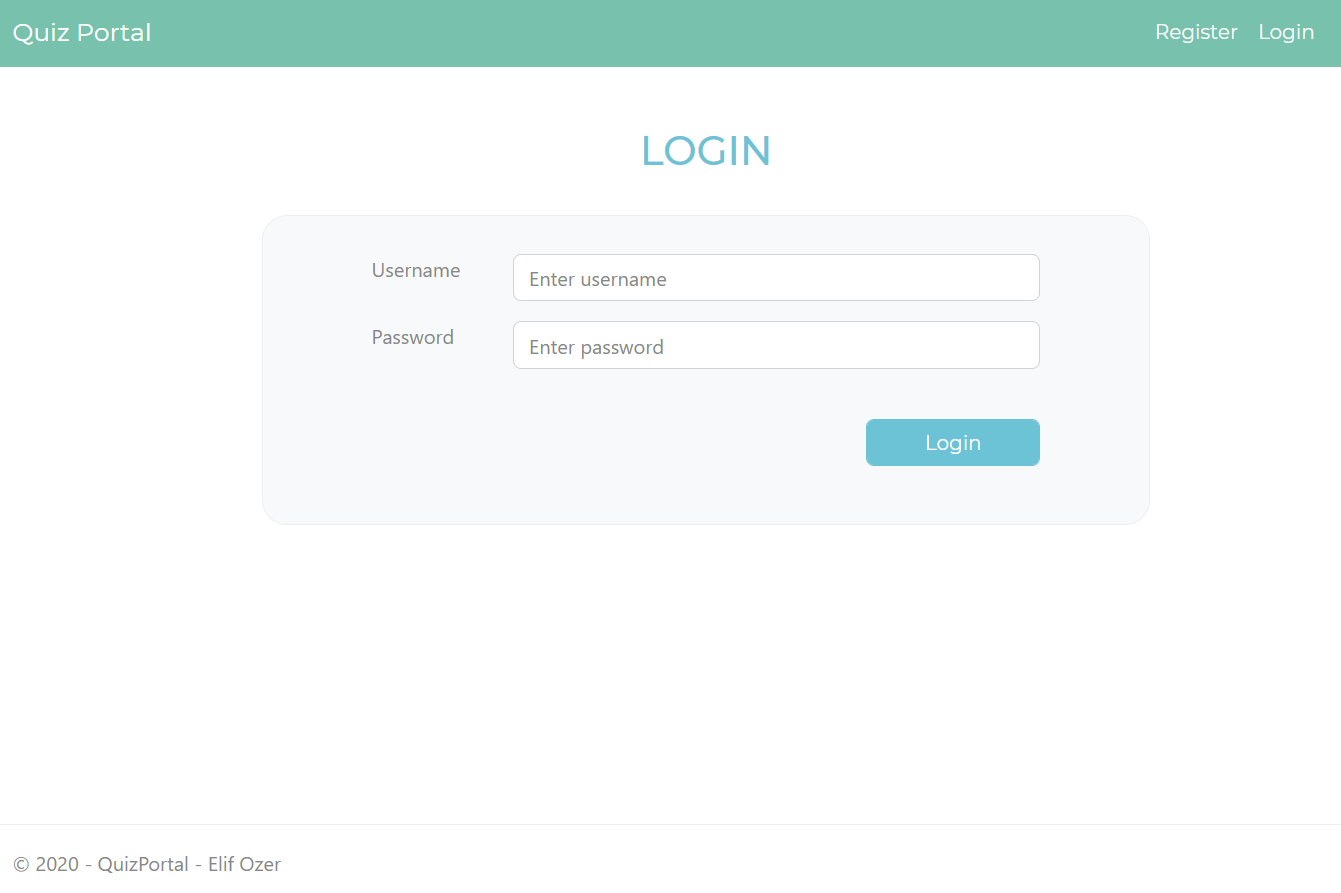 Quiz Portal Register Login
LOGIN
Username Enter username
Password Enter password
Login
© 2020 - QuizPortal - Elif Ozer